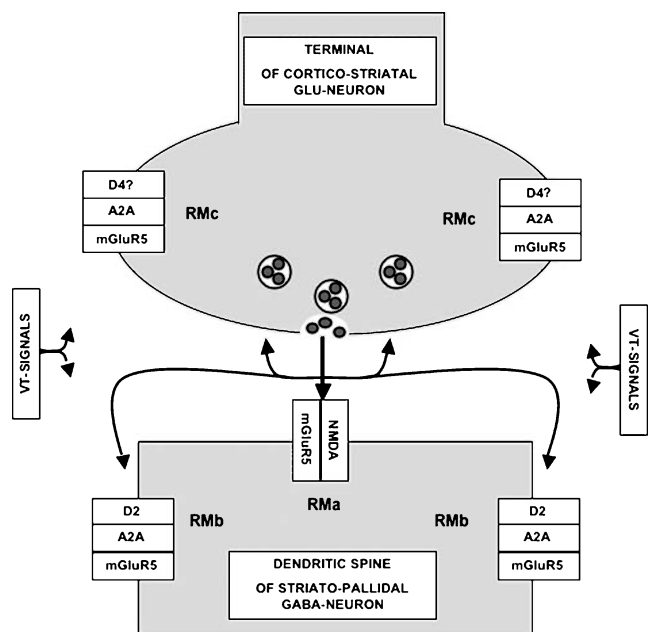 TERMINAL
OF CORTICO-STRIATAL
GLU-NEURON
D4?
A2A
mGluR5
RMc
RMc
D4?
A2A
mGluR5
VT-SIGNALS
VT-SIGNALS
mGluR5
NMDA
RMa
D2
A2A
mGluR5
RMb
RMb
D2
A2A
mGluR5
DENDRITIC SPINE
OF STRIATO-PALLIDAL
GABA-NEURON